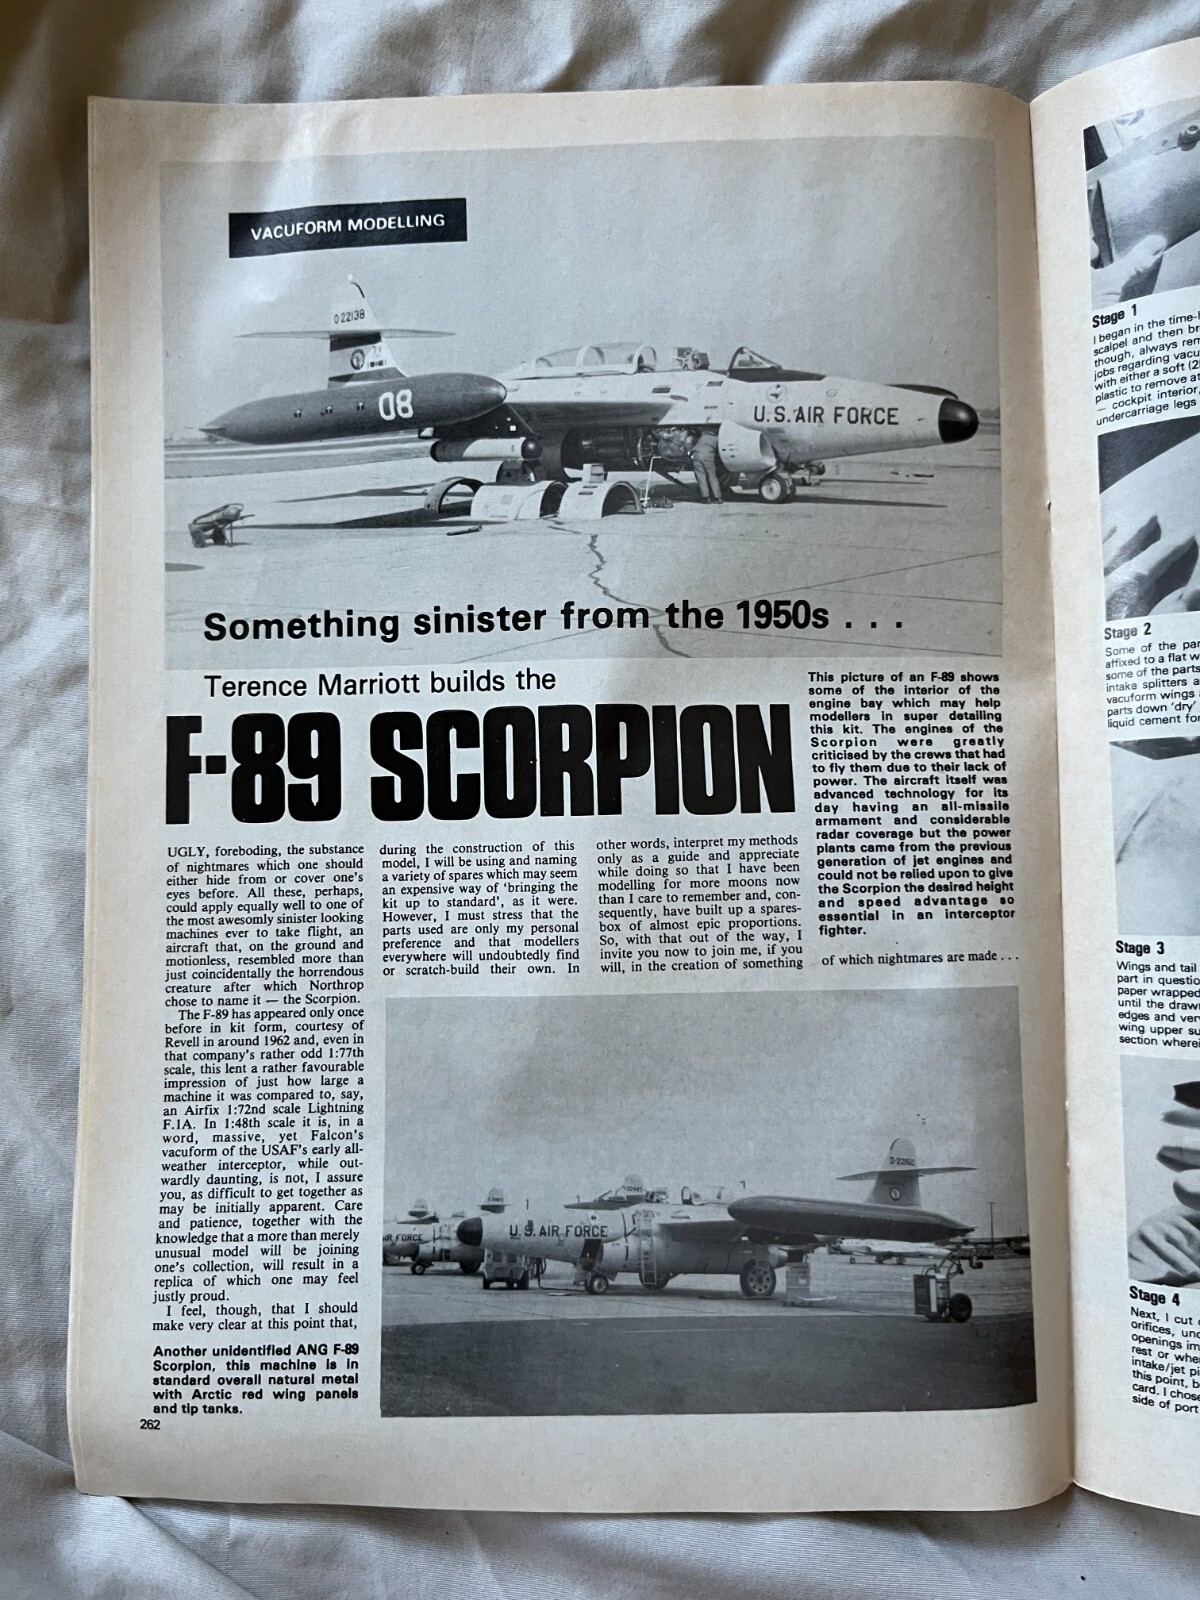 VACUFORM MODELLING
O 22138
08
U.S. AIR FORCE
Something sinister from the 1950s . . .
Terence Marriott builds the
F-89 SCORPION
UGLY, foreboding, the substance
of nightmares which one should
either hide from or cover one's
eyes before. All these, perhaps,
could apply equally well to one of
the most awesomly sinister looking
machines ever to take flight, an
aircraft that, on the ground and
motionless, resembled more than
just coincidentally the horrendous
creature after which Northrop
chose to name it — the Scorpion.
The F-89 has appeared only once
before in kit form, courtesy of
Revell in around 1962 and, even in
that company's rather odd 1:77th
scale, this lent a rather favourable
impression of just how large a
machine it was compared to, say,
an Airfix 1:72nd scale Lightning
F.1A. In 1:48th scale it is, in a
word, massive, yet Falcon's
vacuform of the USAF's early all-
weather interceptor, while out-
wardly daunting, is not, I assure
you, as difficult to get together as
may be initially apparent. Care
and patience, together with the
knowledge that a more than merely
unusual model will be joining
one's collection, will result in a
replica of which one may feel
justly proud.
I feel, though, that I should
make very clear at this point that,
during the construction of this
model, I will be using and naming
a variety of spares which may seem
an expensive way of 'bringing the
kit up to standard', as it were.
However, I must stress that the
parts used are only my personal
preference and that modellers
everywhere will undoubtedly find
or scratch-build their own. In
other words, interpret my methods
only as a guide and appreciate
while doing so that I have been
modelling for more moons now
than I care to remember and, con-
sequently, have built up a spares-
box of almost epic proportions.
So, with that out of the way, I
invite you now to join me, if you
will, in the creation of something
of which nightmares are made . . .
This picture of an F-89 shows
some of the interior of the
engine bay which may help
modellers in super detailing
this kit. The engines of the
Scorpion were greatly
criticised by the crews that had
to fly them due to their lack of
power. The aircraft itself was
advanced technology for its
day having an all-missile
armament and considerable
radar coverage but the power
plants came from the previous
generation of jet engines and
could not be relied upon to give
the Scorpion the desired height
and speed advantage so
essential in an interceptor
fighter.
U.S. AIR FORCE
AIR FORCE
Another unidentified ANG F-89
Scorpion, this machine is in
standard overall natural metal
with Arctic red wing panels
and tip tanks.
262
Stage 1
I began in the time-
scalpel and then br
though, always rem
jobs regarding vacu
with either a soft (2
plastic to remove at
— cockpit interior,
undercarriage legs
Stage 2
Some of the par
affixed to a flat w
some of the parts
intake splitters a
vacuform wings
parts down 'dry'
liquid cement for
Stage 3
Wings and tail
part in questio
paper wrapped
until the draw
edges and ver
wing upper su
section wherei
Stage 4
Next, I cut
orifices, und
openings im
rest or whe
intake/jet pi
this point, b
card. I chose
side of port